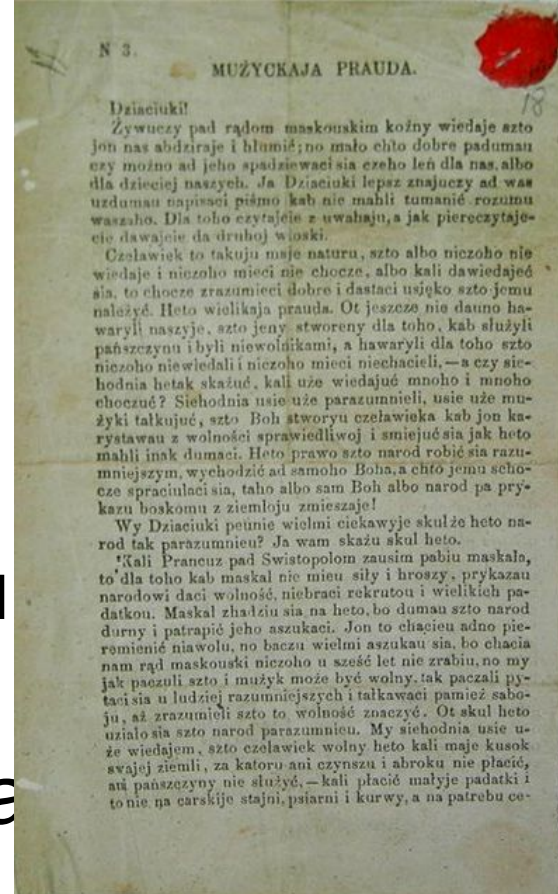 N 3.
18
MUŻYCKAJA PRAUDA.
Dziaciuki!
Żywuczy pad rądom maskouskim kożny wiedaje szto
jon nas abdziraje i hłumić; no mało chto dobre padumau
czy możno ad jeho spadziewaci sia czeho leń dla nas, albo
dla dzieciej naszych. Ja Dziaciuki lepsz znajuczy ad was
uzdumau napisaci piśmo kab nie mahli tumanić rozumu
waszaho. Dla toho czytajcie z uwahaju, a jak piereczytaje-
cie dawajcie da druhoj wioski.
Czeławiek to takuju maje naturu, szto albo niczoho nie
wiedaje i niczoho mieci nie chocze, albo kali dawiedajeć
sia, to chocze zrazumieci dobre i dastaci usjęko szto jemu
należyć. Heto wielikaja prauda. Ot jeszcze nie dauno ha-
waryli naszyje, szto jeny stworeny dla toho, kab służyli
pańszczynu i byli niewolnikami, a hawaryli dla toho szto
niczoho niewiedali i niczoho mieci niechacieli,—a czy sie-
hodnia hetak skażuć, kali uże wiedajuć mnoho i mnoho
choczuć? Siehodnia usie uże parazumnieli, usie uże mu-
żyki tałkujuć, szto Boh stworyu czeławieka kab jon ka-
rystawau z wolności sprawiedliwoj i śmiejuć sia jak heto
mahli inak dumaci. Heto prawo szto narod robić sia razu-
mniejszym, wychodzić ad samoho Boha, a chto jemu scho-
cze spraciulaci sia, taho albo sam Boh albo narod pa pry-
kazu boskomu z ziemloju zmieszaje!
Wy Dziaciuki peunie wielmi ciekawyje skul że heto na-
rod tak parazumnieu? Ja wam skażu skul heto.
Kali Prancuz pad Swistopolom zausim pabiu maskala,
to dla toho kab maskal nie mieu siły i hroszy, prykazau
narodowi daci wolność, niebraci rekrutou i wielikich pa-
datkou. Maskal zhadziu sia na heto, bo dumau szto narod
durny i patrapić jeho aszukaci. Jon to chacieu adno pie-
remienić niawolu, no baczu wielmi aszukau sia, bo chacia
nam rąd maskouski niczoho u sześć let nie zrabiu, no my
jak paczuli szto i mużyk może być wolny, tak paczali py-
taci sia u ludziej razumniejszych i tałkawaci pamież sabo-
ju, aż zrazumieli szto to wolność znaczyć. Ot skul heto
uzialo sia szto narod parazumnieu. My siehodnia usie u-
że wiedajem, szto czeławiek wolny heto kali maje kusok
swajej ziemli, za katoru ani czynszu i abroku nie płacić,
ani pańszczyny nie służyć,—kali płacić małyje padatki i
to nie na carskije stajni, psiarni i kurwy, a na patrebu ce-